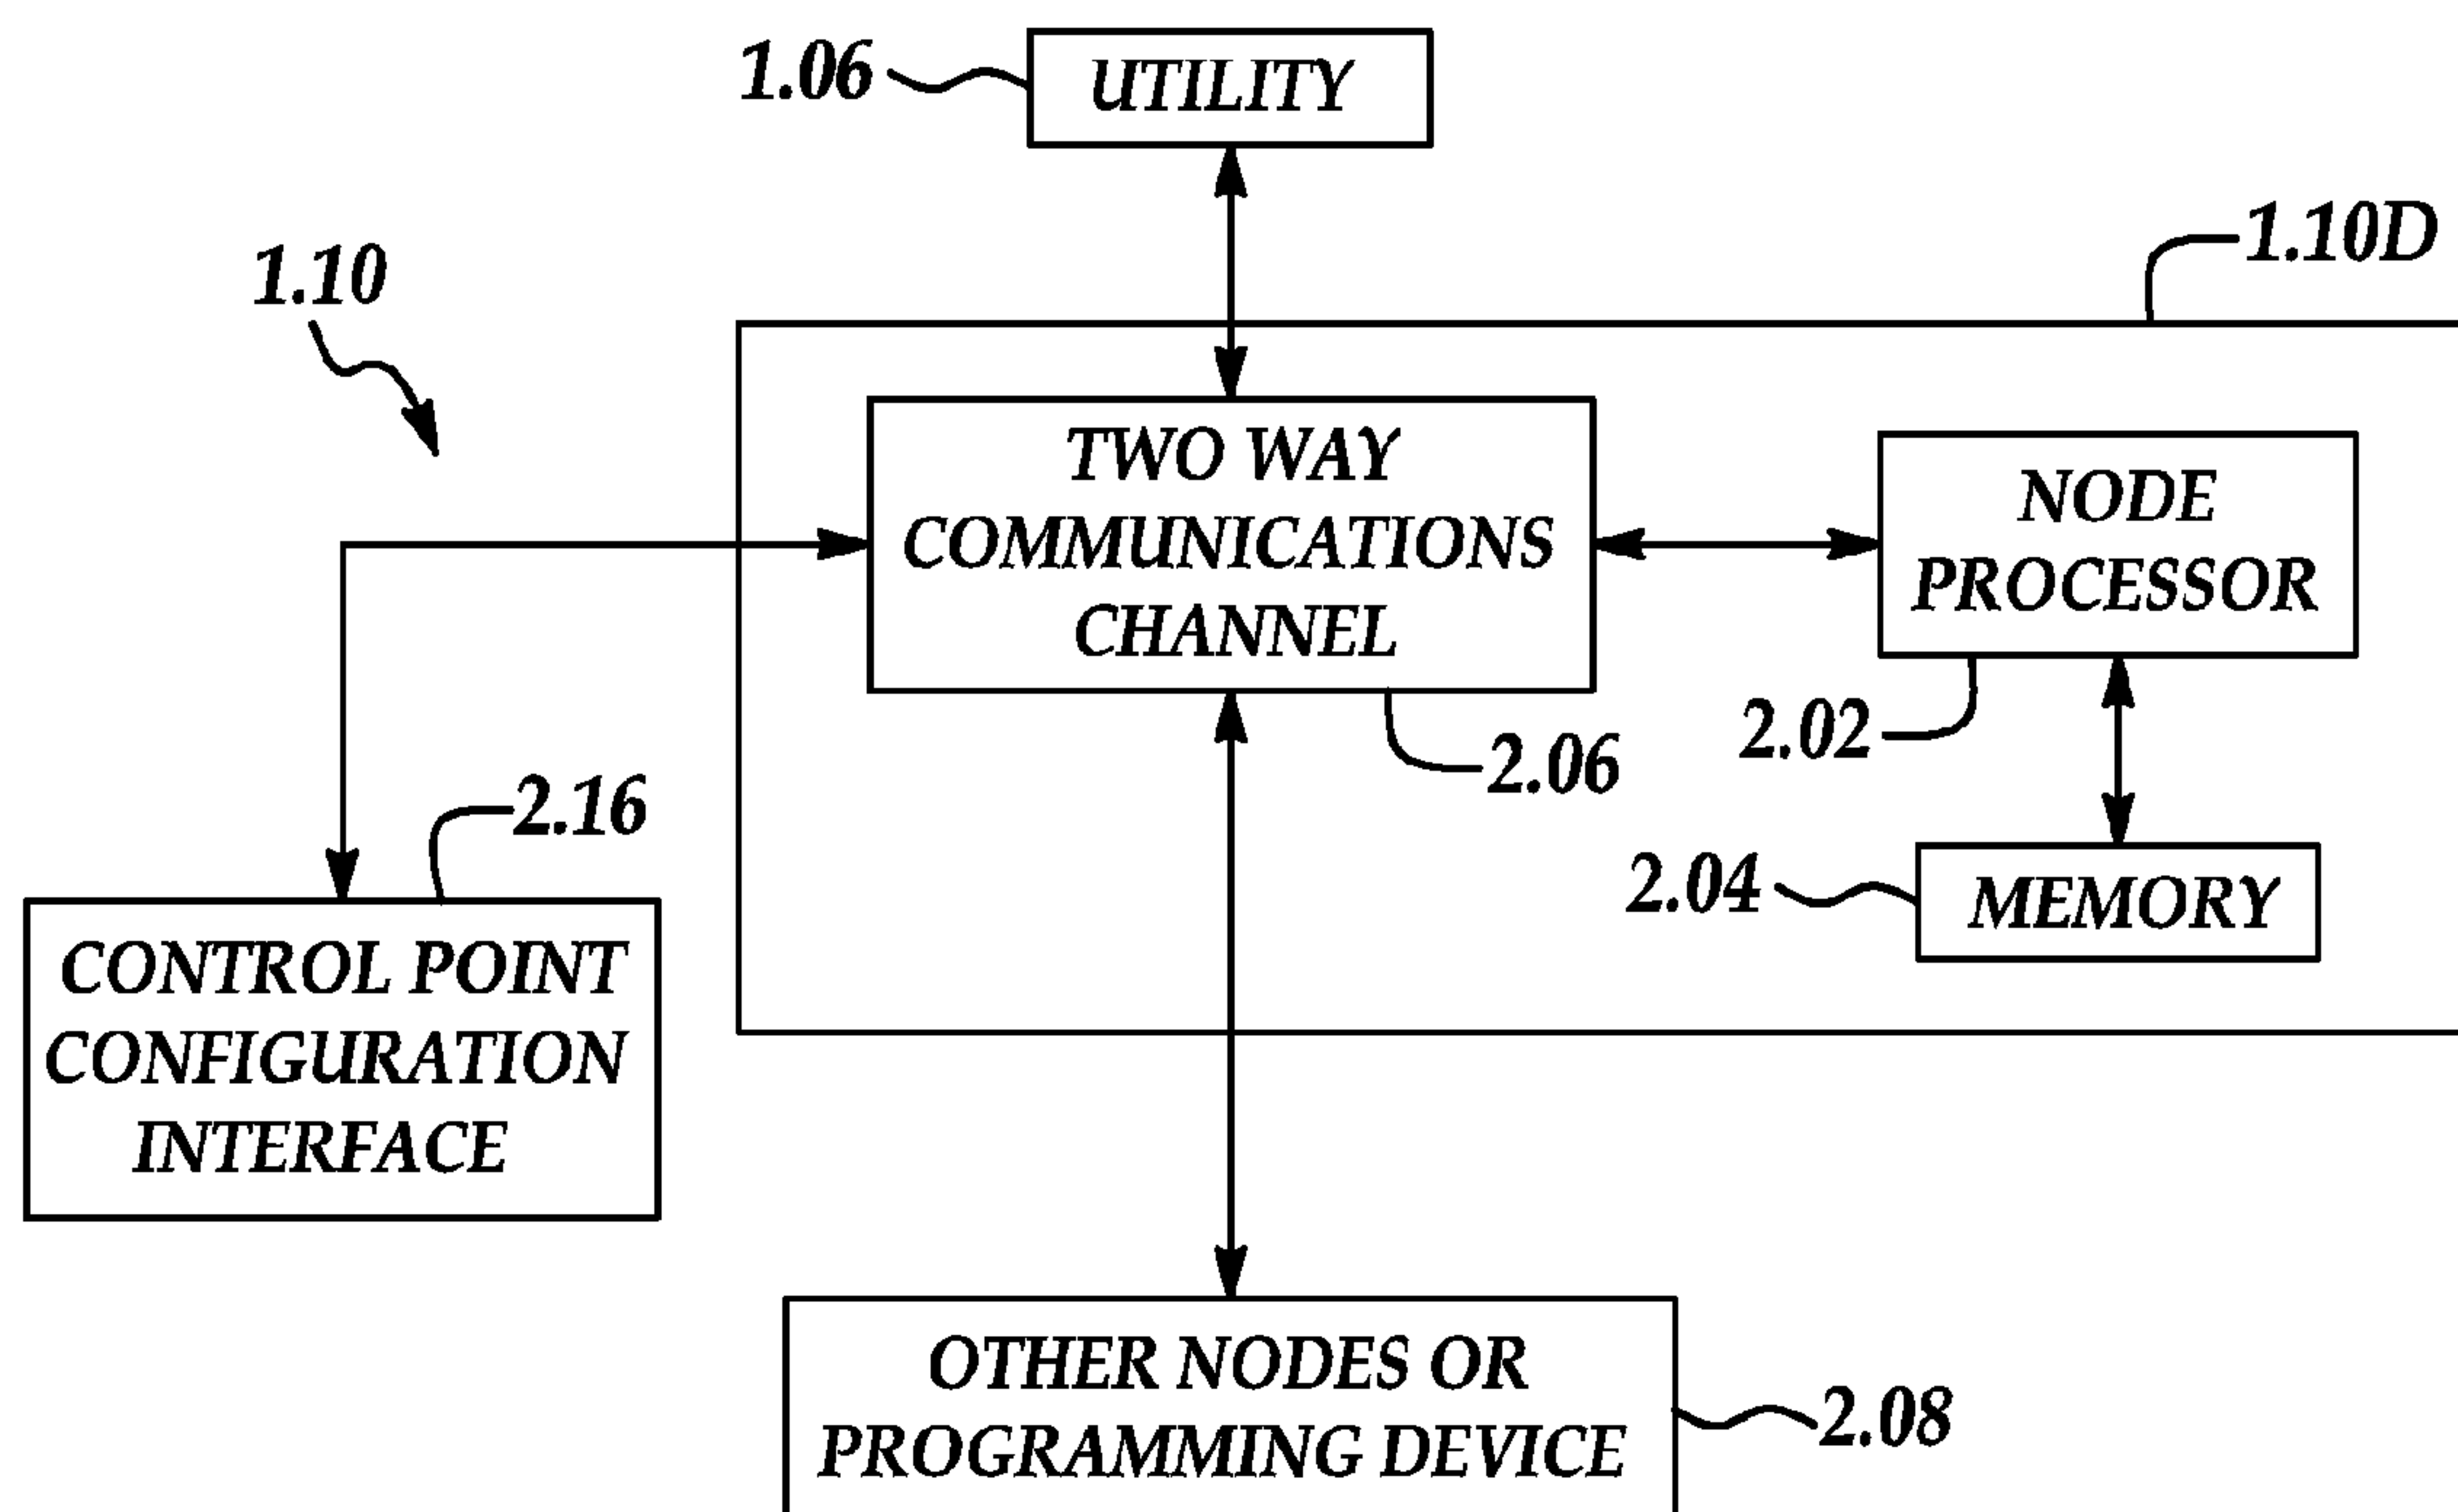 1.06
UTILITY
1.10
1.10D
TWO WAY
COMMUNICATIONS
CHANNEL
NODE
PROCESSOR
2.02
2.06
2.16
2.04
MEMORY
CONTROL POINT
CONFIGURATION
INTERFACE
OTHER NODES OR
PROGRAMMING DEVICE
2.08